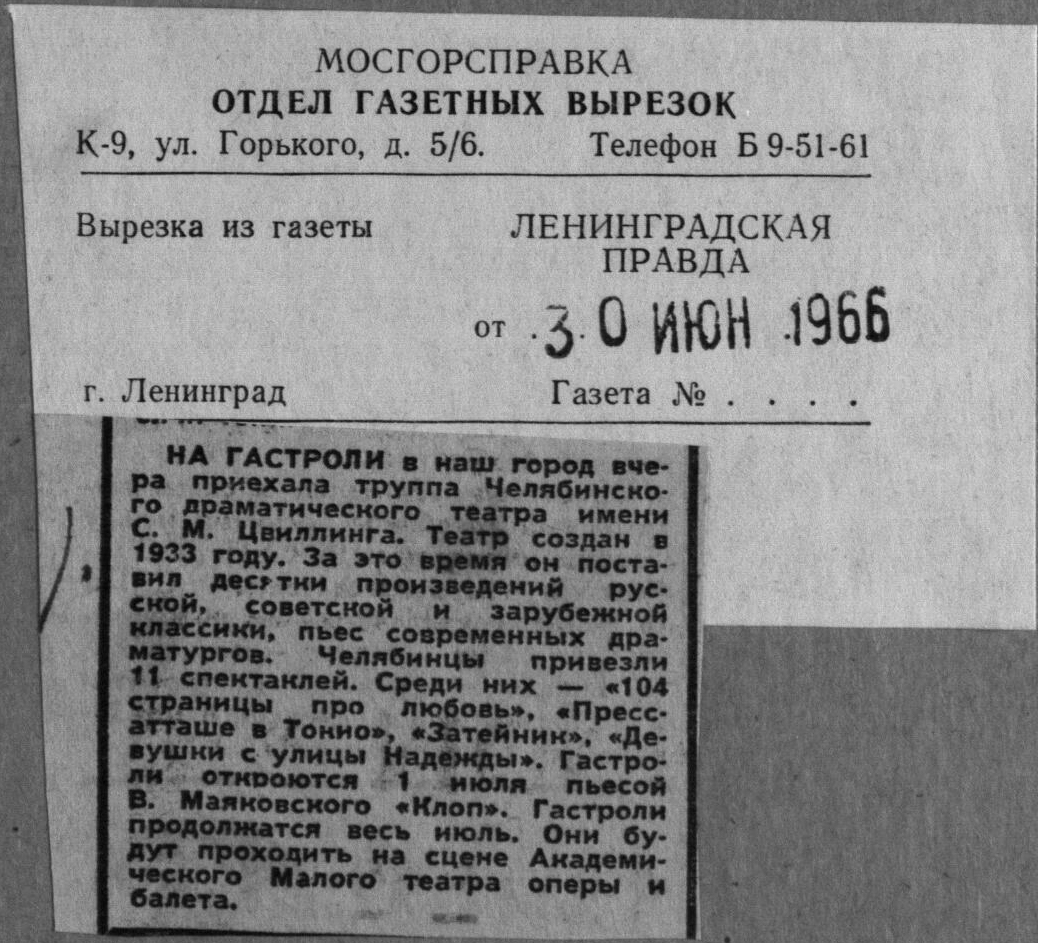 МОСГОРСПРАВКА
ОТДЕЛ ГАЗЕТНЫХ ВЫРЕЗОК
К-9, ул. Горького, д. 5/6. Телефон Б 9-51-61
Вырезка из газеты ЛЕНИНГРАДСКАЯ
ПРАВДА
от . 3 0 ИЮН 1966
г. Ленинград Газета № . . . .
НА ГАСТРОЛИ в наш город вче-
ра приехала труппа Челябинско-
го драматического театра имени
С. М. Цвиллинга. Театр создан в
1933 году. За это время он поста-
вил десятки произведений рус-
ской, советской и зарубежной
классики, пьес современных дра-
матургов. Челябинцы привезли
11 спектаклей. Среди них — «104
страницы про любовь», «Пресс-
атташе в Токио», «Затейник», «Де-
вушки с улицы Надежды». Гастро-
ли откроются 1 июля пьесой
В. Маяковского «Клоп». Гастроли
продолжатся весь июль. Они бу-
дут проходить на сцене Академи-
ческого Малого театра оперы и
балета.